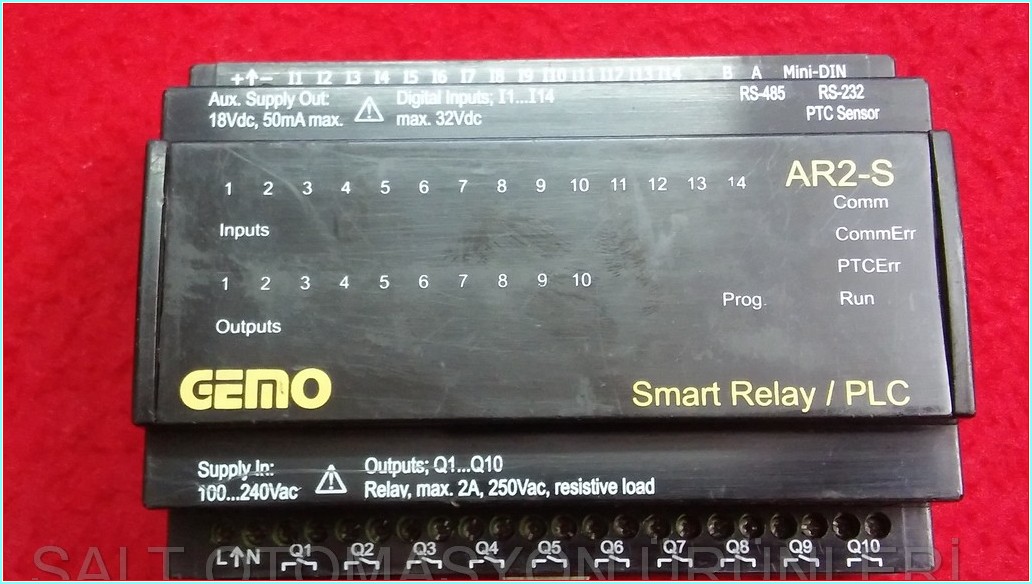 + - I1 I2 I3 I4 I5 I6 I7 I8 I9 I10 I11 I12 I13 I14 B A Mini-DIN
Aux. Supply Out: Digital Inputs; I1...I14 RS-485 RS-232
18Vdc, 50mA max. max. 32Vdc PTC Sensor
1 2 3 4 5 6 7 8 9 10 11 12 13 14 AR2-S
Comm
Inputs CommErr
PTCErr
1 2 3 4 5 6 7 8 9 10
Prog. Run
Outputs
GEMO Smart Relay / PLC
Supply In: Outputs; Q1...Q10
100...240Vac Relay, max. 2A, 250Vac, resistive load
L N Q1 Q2 Q3 Q4 Q5 Q6 Q7 Q8 Q9 Q10
SALT OTOMASYON ÜRÜNLERİ